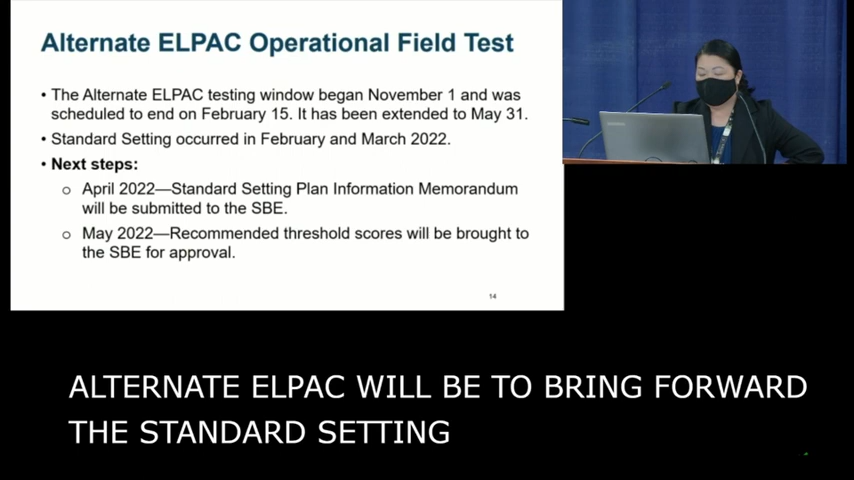 Alternate ELPAC Operational Field Test
• The Alternate ELPAC testing window began November 1 and was
scheduled to end on February 15. It has been extended to May 31.
• Standard Setting occurred in February and March 2022.
• Next steps:
o April 2022—Standard Setting Plan Information Memorandum
will be submitted to the SBE.
o May 2022—Recommended threshold scores will be brought to
the SBE for approval.
14
ALTERNATE ELPAC WILL BE TO BRING FORWARD
THE STANDARD SETTING